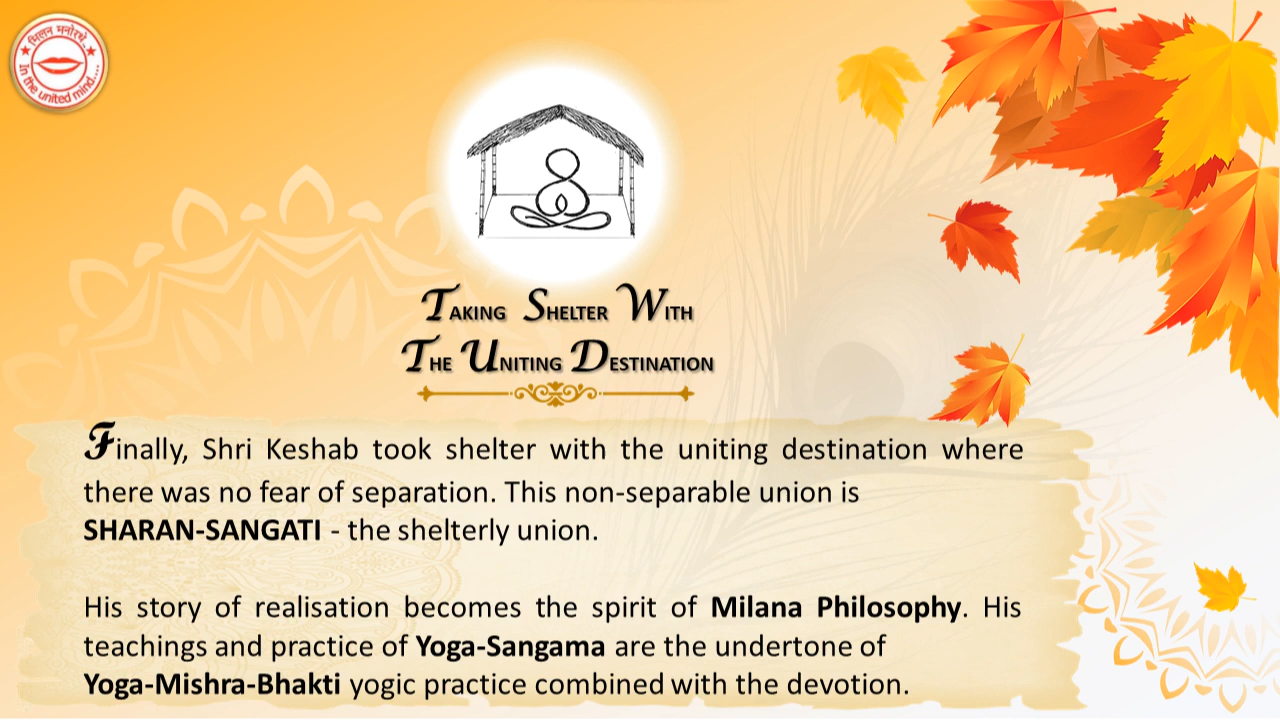 मिलन मनोरथे..
In the united mind....
Taking Shelter With
The Uniting Destination
Finally, Shri Keshab took shelter with the uniting destination where
there was no fear of separation. This non-separable union is
SHARAN-SANGATI - the shelterly union.
His story of realisation becomes the spirit of Milana Philosophy. His
teachings and practice of Yoga-Sangama are the undertone of
Yoga-Mishra-Bhakti yogic practice combined with the devotion.